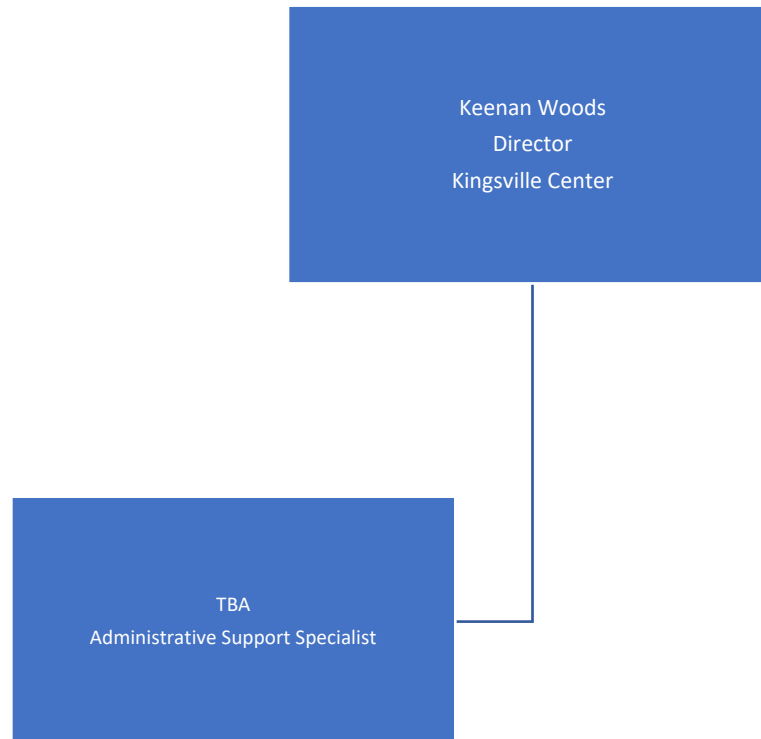 Keenan Woods
Director
Kingsville Center
TBA
Administrative Support Specialist